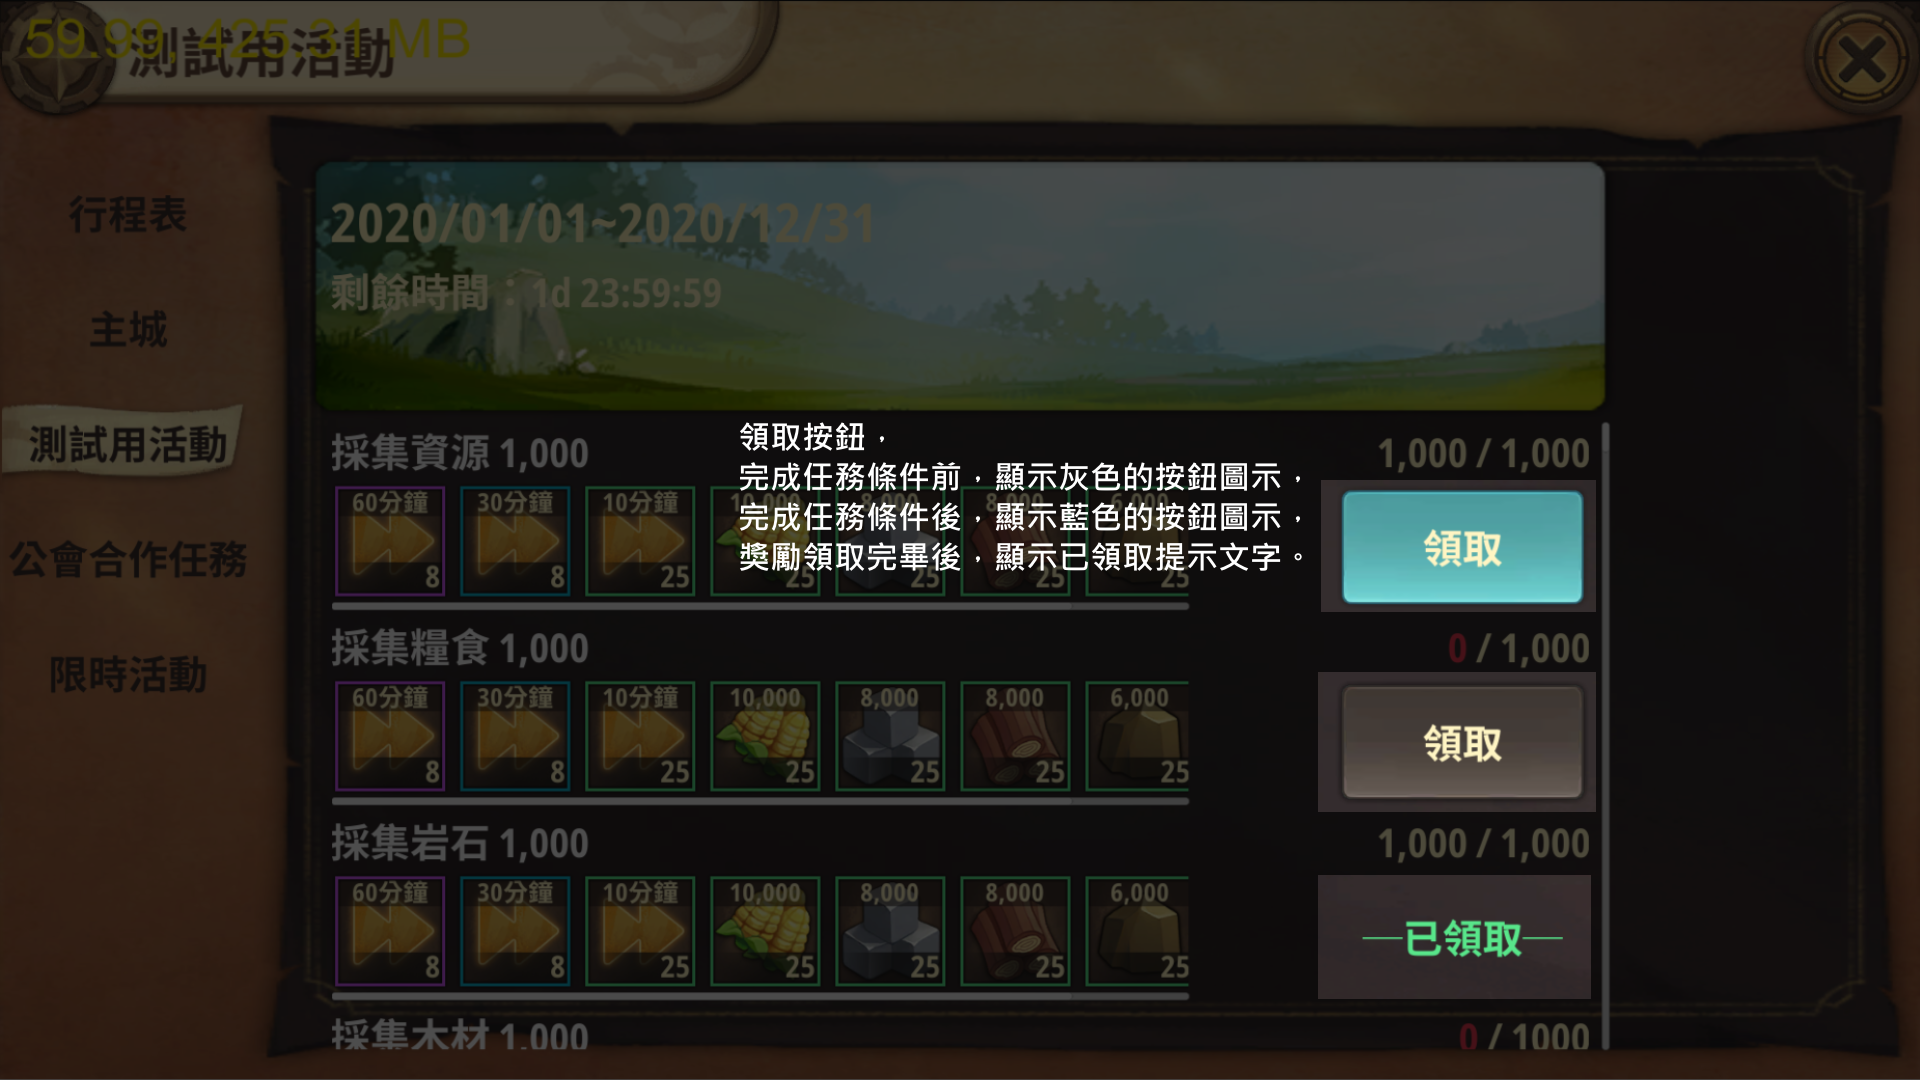 59.99, 425.31 MB
測試用活動
行程表
主城
測試用活動
公會合作任務
限時活動
2020/01/01~2020/12/31
剩餘時間：1d 23:59:59
領取按鈕，
完成任務條件前，顯示灰色的按鈕圖示，
完成任務條件後，顯示藍色的按鈕圖示，
獎勵領取完畢後，顯示已領取提示文字。
採集資源 1,000
1,000 / 1,000
60分鐘 30分鐘 10分鐘 10,000 8,000 8,000 6,000
8 8 25 25 25 25 25
領取
採集糧食 1,000
0 / 1,000
60分鐘 30分鐘 10分鐘 10,000 8,000 8,000 6,000
8 8 25 25 25 25 25
領取
採集岩石 1,000
1,000 / 1,000
60分鐘 30分鐘 10分鐘 10,000 8,000 8,000 6,000
8 8 25 25 25 25 25
已領取
採集木材 1,000
0 / 1000